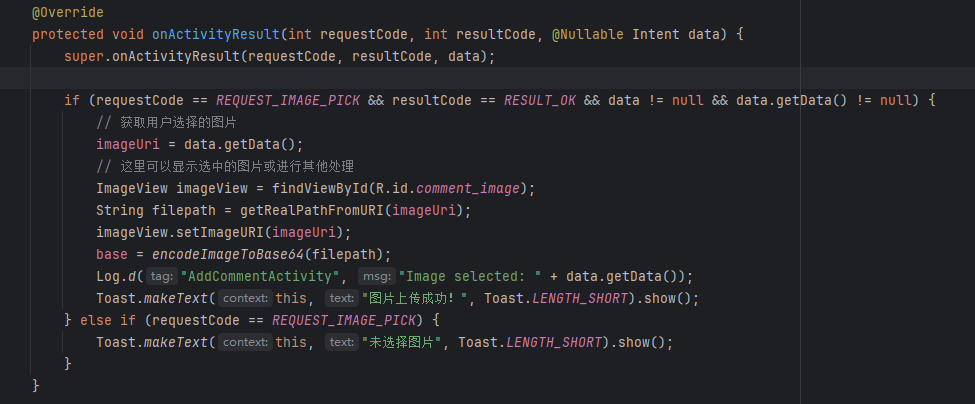 @Override
protected void onActivityResult(int requestCode, int resultCode, @Nullable Intent data) {
super.onActivityResult(requestCode, resultCode, data);
if (requestCode == REQUEST_IMAGE_PICK && resultCode == RESULT_OK && data != null && data.getData() != null) {
// 获取用户选择的图片
imageUri = data.getData();
// 这里可以显示选中的图片或进行其他处理
ImageView imageView = findViewById(R.id.comment_image);
String filepath = getRealPathFromURI(imageUri);
imageView.setImageURI(imageUri);
base = encodeImageToBase64(filepath);
Log.d( tag: "AddCommentActivity", msg: "Image selected: " + data.getData());
Toast.makeText( context: this, text: "图片上传成功！", Toast.LENGTH_SHORT).show();
} else if (requestCode == REQUEST_IMAGE_PICK) {
Toast.makeText( context: this, text: "未选择图片", Toast.LENGTH_SHORT).show();
}
}